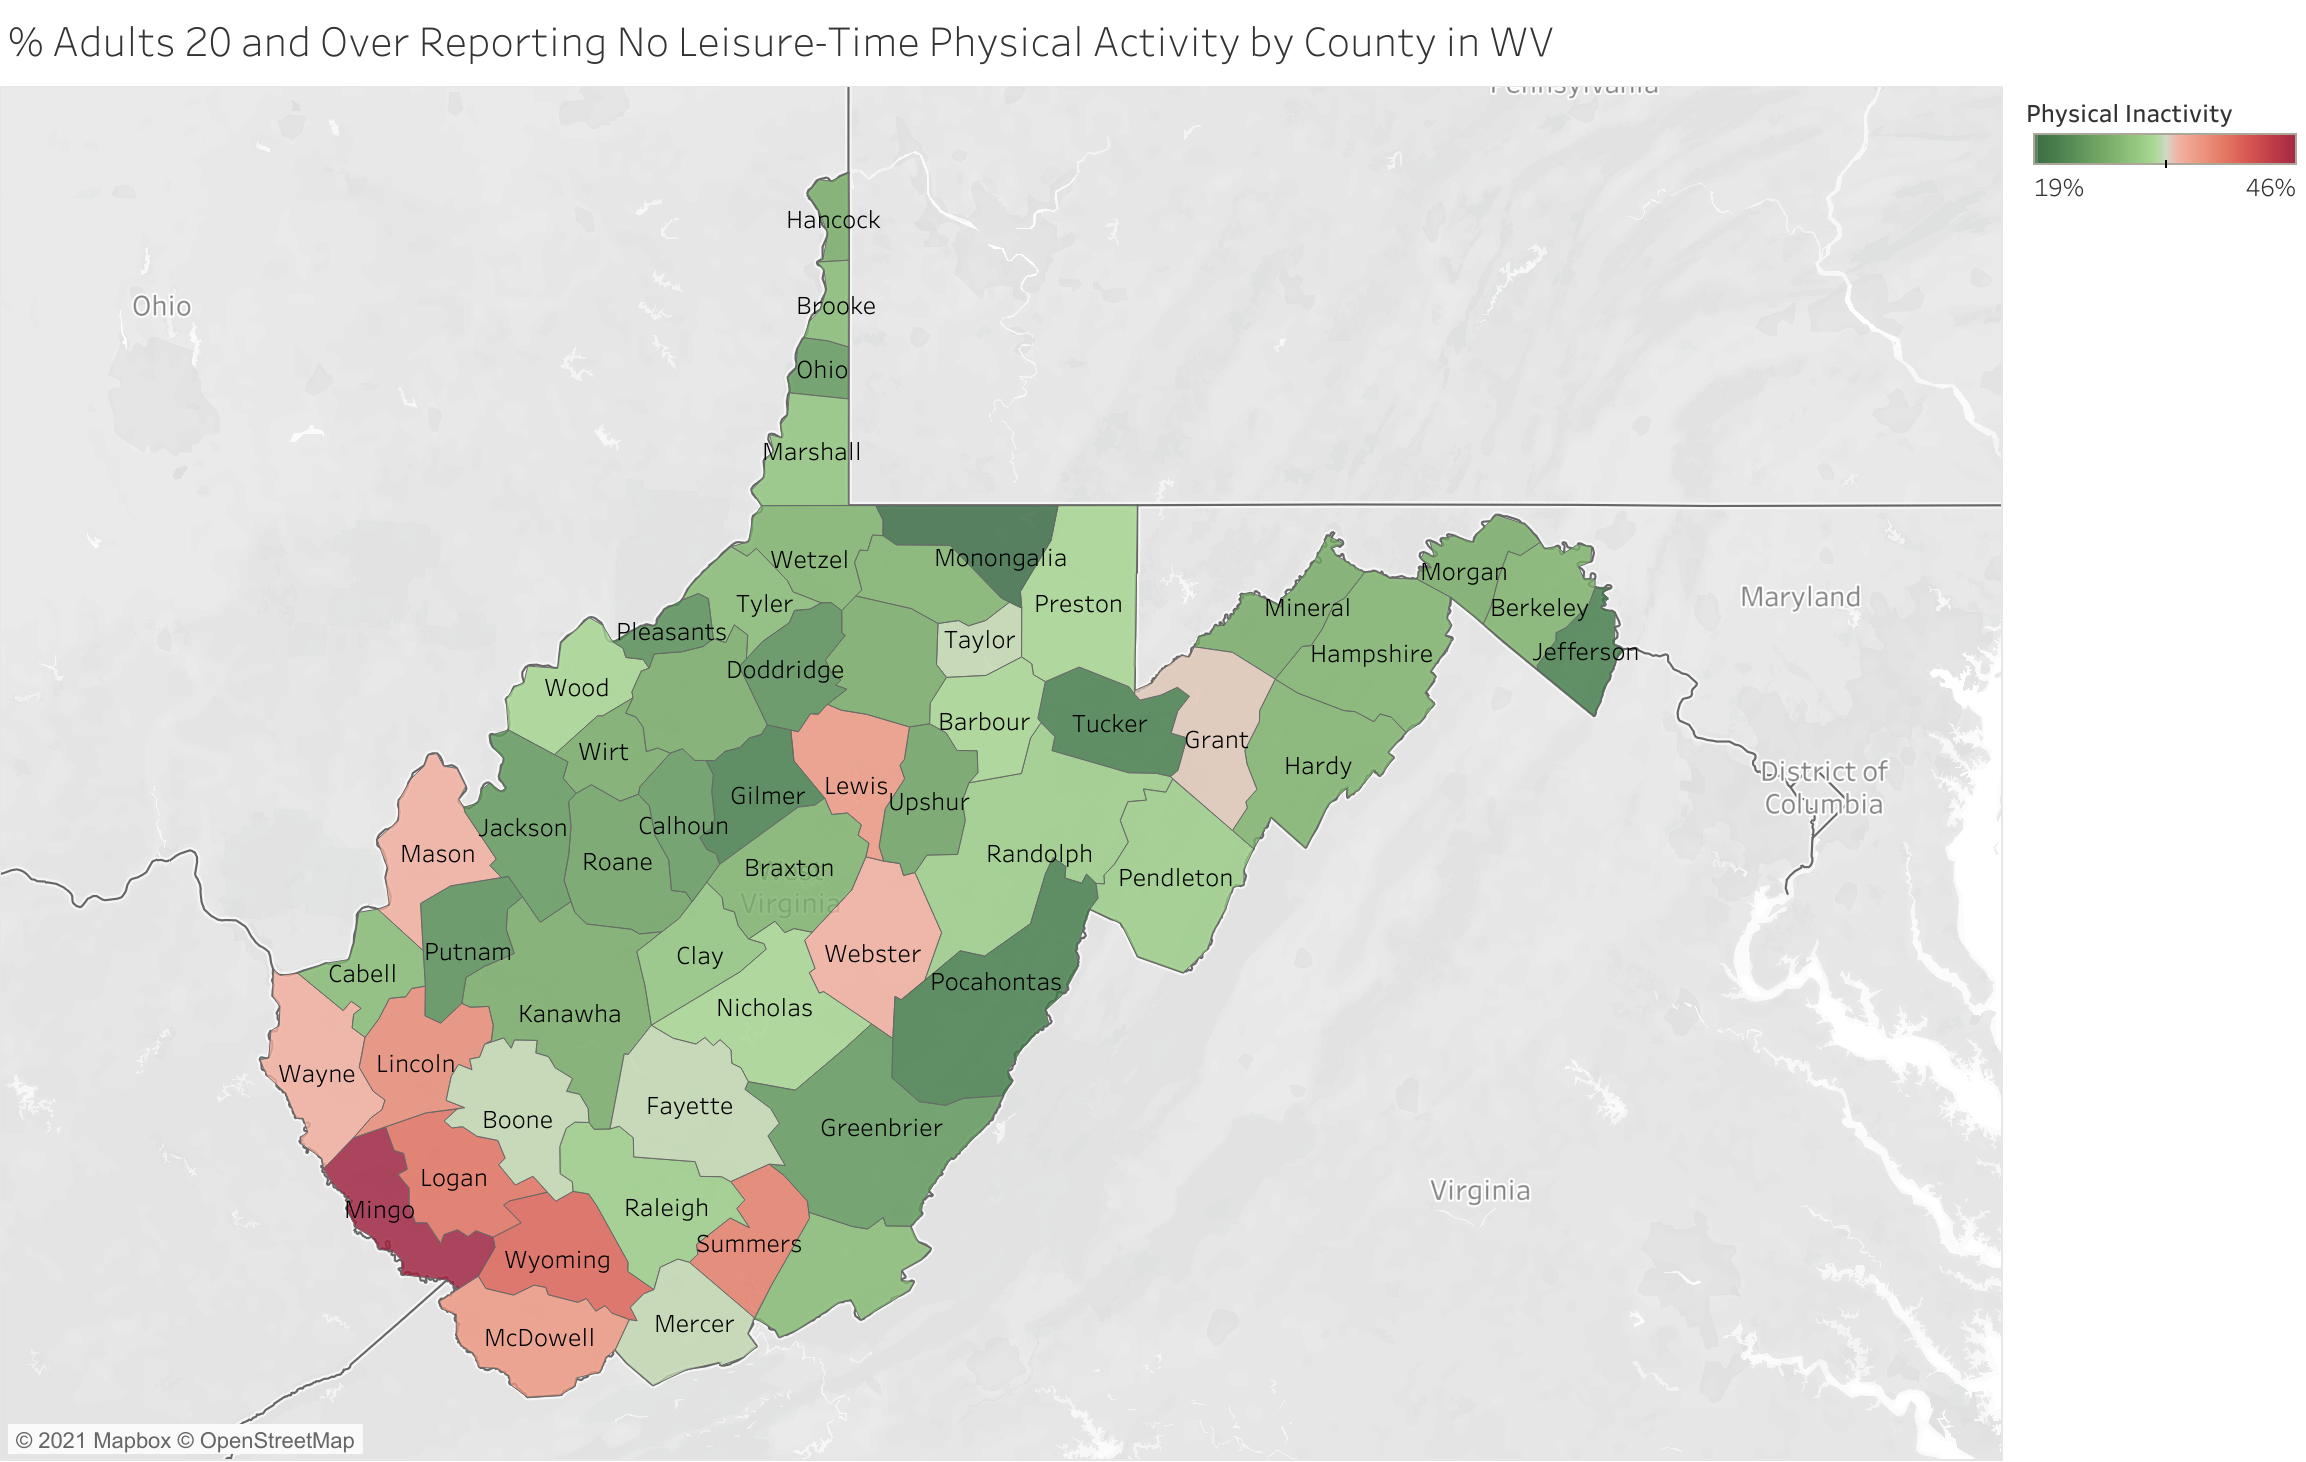 % Adults 20 and Over Reporting No Leisure-Time Physical Activity by County in WV
Pennsylvania
Physical Inactivity
19% 46%
Hancock
Ohio
Brooke
Ohio
Marshall
Wetzel
Monongalia
Morgan
Maryland
Tyler
Preston
Mineral
Berkeley
Pleasants
Taylor
Hampshire
Jefferson
Doddridge
Wood
Barbour
Tucker
Grant
Wirt
Hardy
District of
Columbia
Lewis
Gilmer
Upshur
Jackson
Calhoun
Mason
Roane
Braxton
Randolph
Pendleton
West
Virginia
Putnam
Clay
Webster
Cabell
Pocahontas
Nicholas
Kanawha
Lincoln
Wayne
Fayette
Boone
Greenbrier
Logan
Virginia
Mingo
Raleigh
Summers
Wyoming
Mercer
McDowell
© 2021 Mapbox © OpenStreetMap